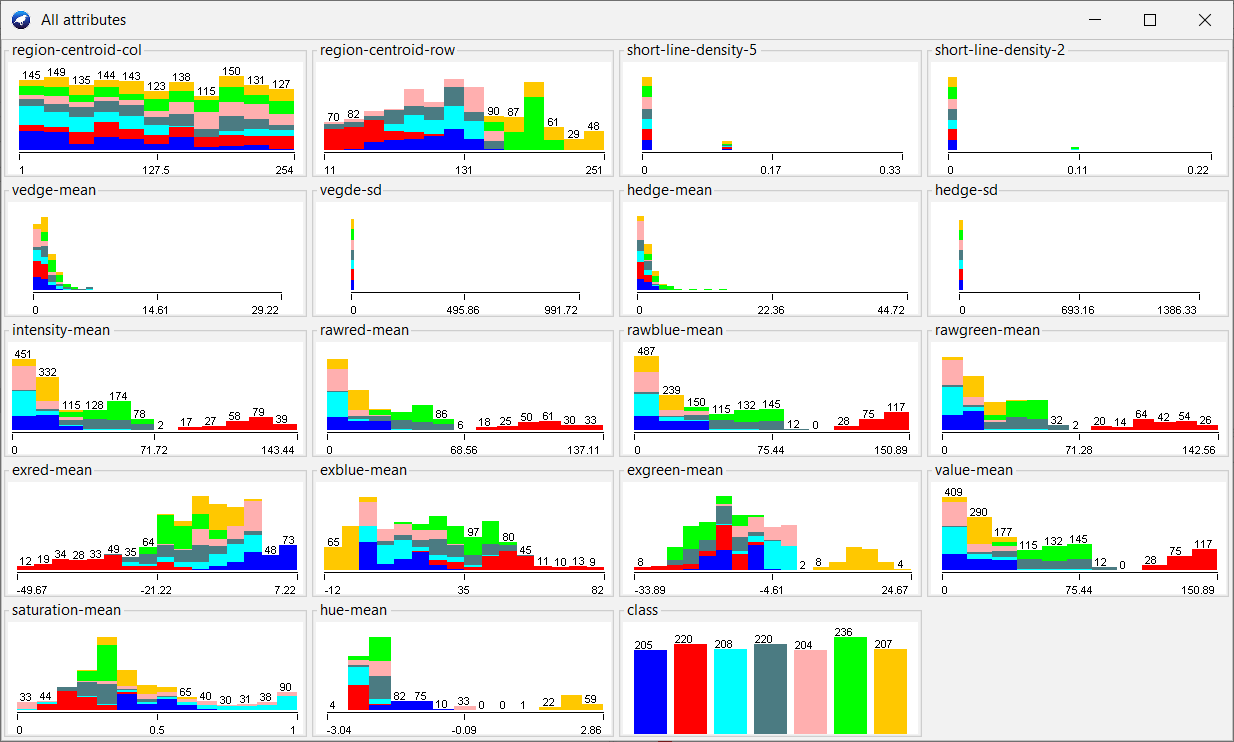 All attributes
region-centroid-col
region-centroid-row
short-line-density-5
short-line-density-2
145 149 135 144 143 123 138 115 150 131 127
70 82 90 87 61 29 48
1 127.5 254
11 131 251
0 0.17 0.33
0 0.11 0.22
vedge-mean
vegde-sd
hedge-mean
hedge-sd
0 14.61 29.22
0 495.86 991.72
0 22.36 44.72
0 693.16 1386.33
intensity-mean
rawred-mean
rawblue-mean
rawgreen-mean
451 332 115 128 174 78 2 17 27 58 79 39
86 6 18 25 50 61 30 33
487 239 150 115 132 145 12 0 28 75 117
32 2 20 14 64 42 54 26
0 71.72 143.44
0 68.56 137.11
0 75.44 150.89
0 71.28 142.56
exred-mean
exblue-mean
exgreen-mean
value-mean
12 19 34 28 33 49 35 64 48 73
65 97 80 45 11 10 13 9
8 2 8 4
409 290 177 115 132 145 12 0 28 75 117
-49.67 -21.22 7.22
-12 35 82
-33.89 -4.61 24.67
0 75.44 150.89
saturation-mean
hue-mean
class
33 44 65 40 30 31 38 90
4 82 75 10 33 0 0 1 22 59
205 220 208 220 204 236 207
0 0.5 1
-3.04 -0.09 2.86